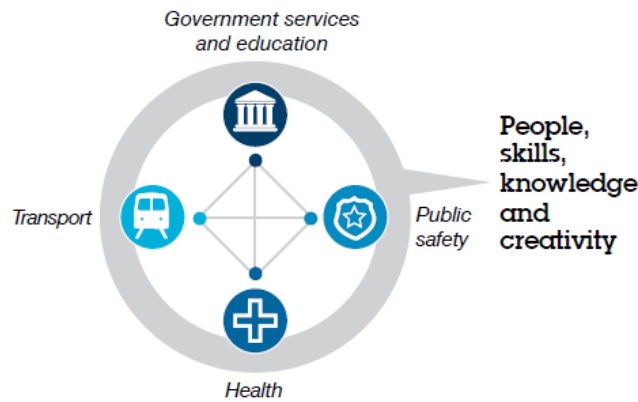 Government services
and education
Transport
Public
safety
Health
People,
skills,
knowledge
and
creativity